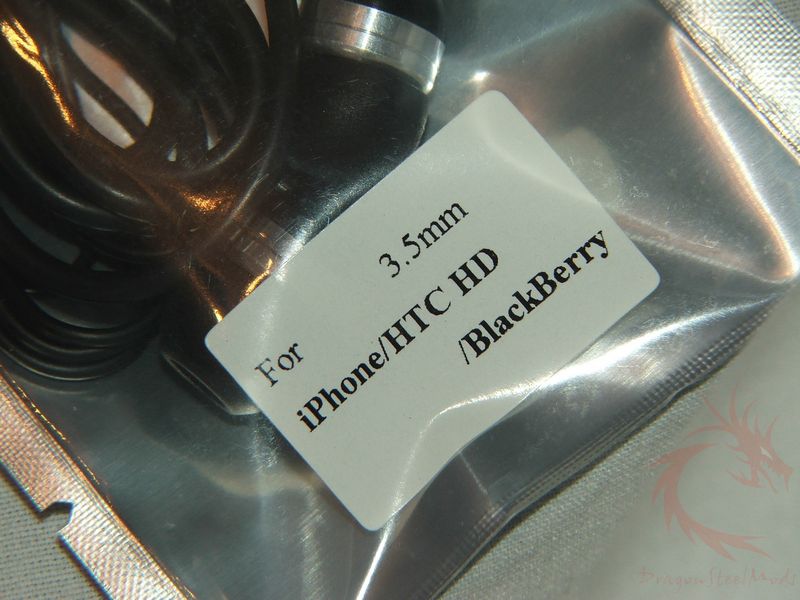 3.5mm
For
iPhone/HTC HD
/BlackBerry
DragonSteelMods